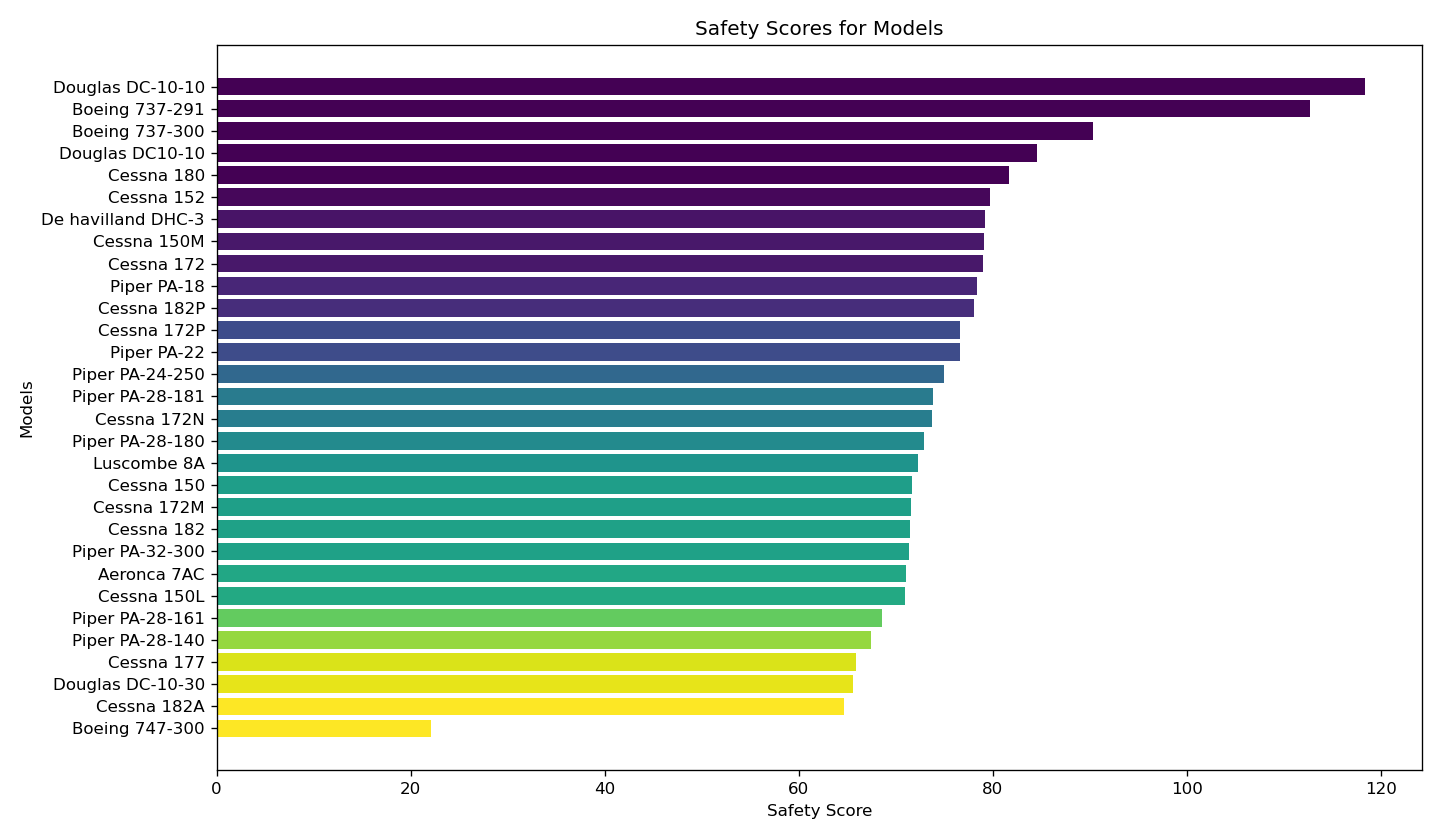 Safety Scores for Models
Douglas DC-10-10
Boeing 737-291
Boeing 737-300
Douglas DC10-10
Cessna 180
Cessna 152
De havilland DHC-3
Cessna 150M
Cessna 172
Piper PA-18
Cessna 182P
Cessna 172P
Piper PA-22
Piper PA-24-250
Piper PA-28-181
Cessna 172N
Piper PA-28-180
Luscombe 8A
Cessna 150
Cessna 172M
Cessna 182
Piper PA-32-300
Aeronca 7AC
Cessna 150L
Piper PA-28-161
Piper PA-28-140
Cessna 177
Douglas DC-10-30
Cessna 182A
Boeing 747-300
Models
0 20 40 60 80 100 120
Safety Score